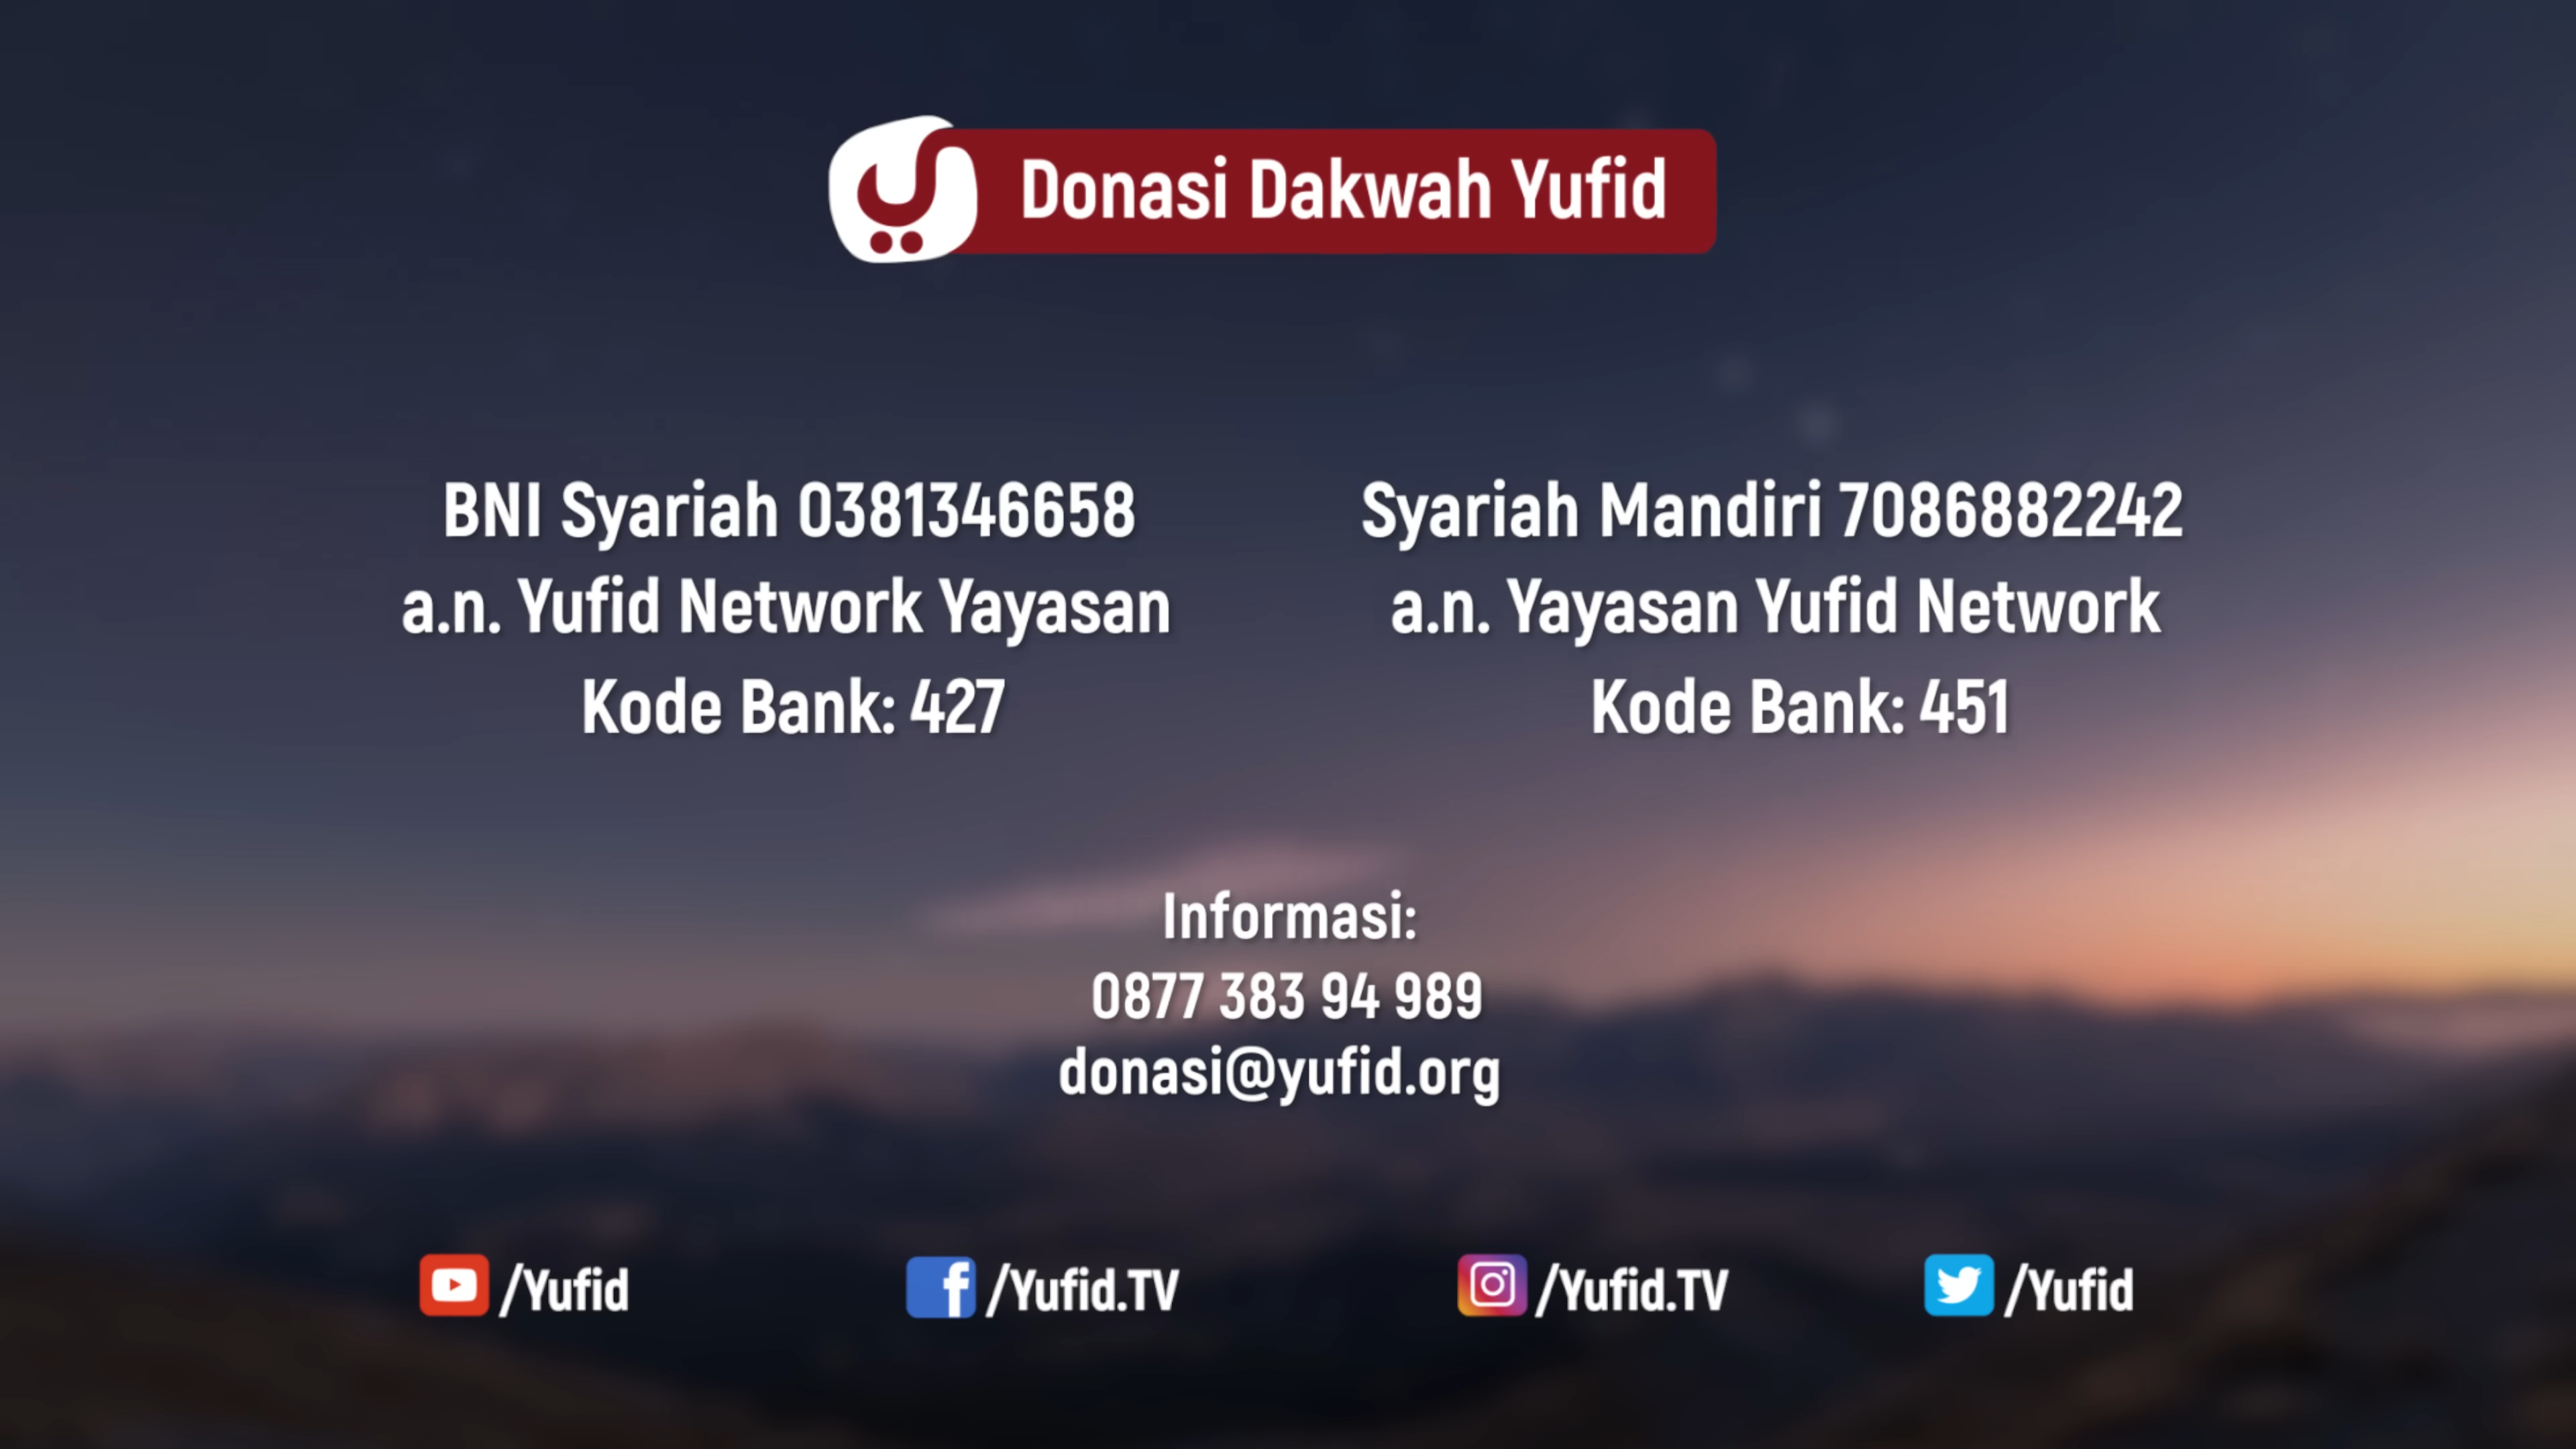 Donasi Dakwah Yufid
BNI Syariah 0381346658
a.n. Yufid Network Yayasan
Kode Bank: 427
Syariah Mandiri 7086882242
a.n. Yayasan Yufid Network
Kode Bank: 451
Informasi:
0877 383 94 989
donasi@yufid.org
/Yufid
/Yufid.TV
/Yufid.TV
/Yufid